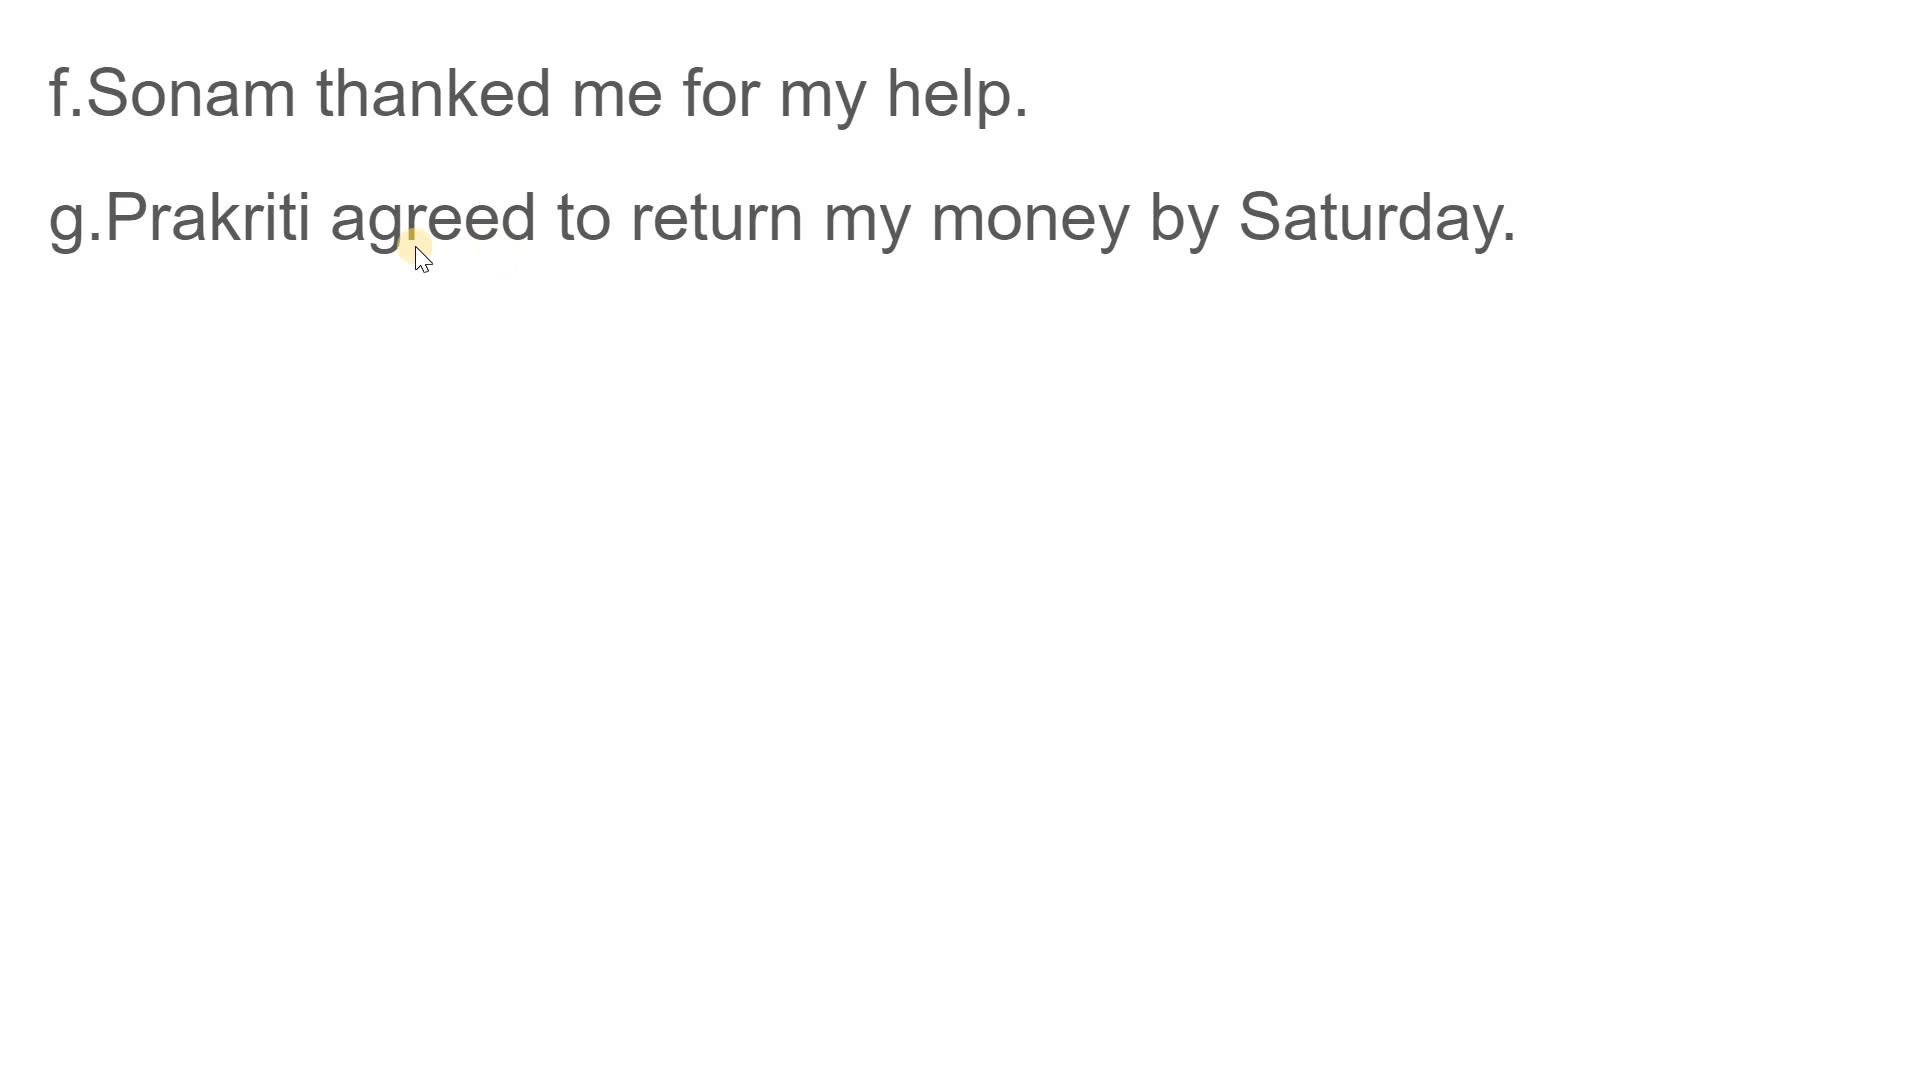 f.Sonam thanked me for my help.
g.Prakriti agreed to return my money by Saturday.